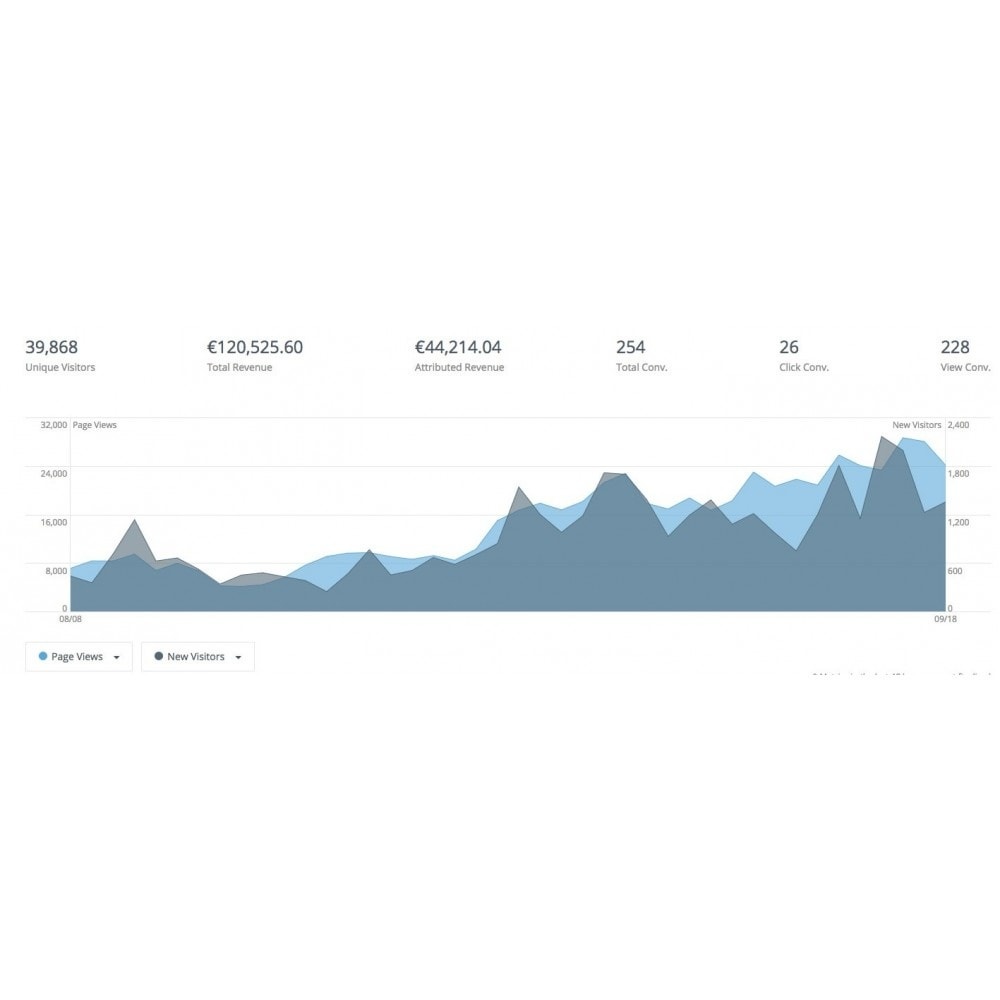 39,868 €120,525.60 €44,214.04 254 26 228
Unique Visitors Total Revenue Attributed Revenue Total Conv. Click Conv. View Conv.
32,000 Page Views New Visitors 2,400
24,000 1,800
16,000 1,200
8,000 600
0 0
08/08 09/18
Page Views New Visitors